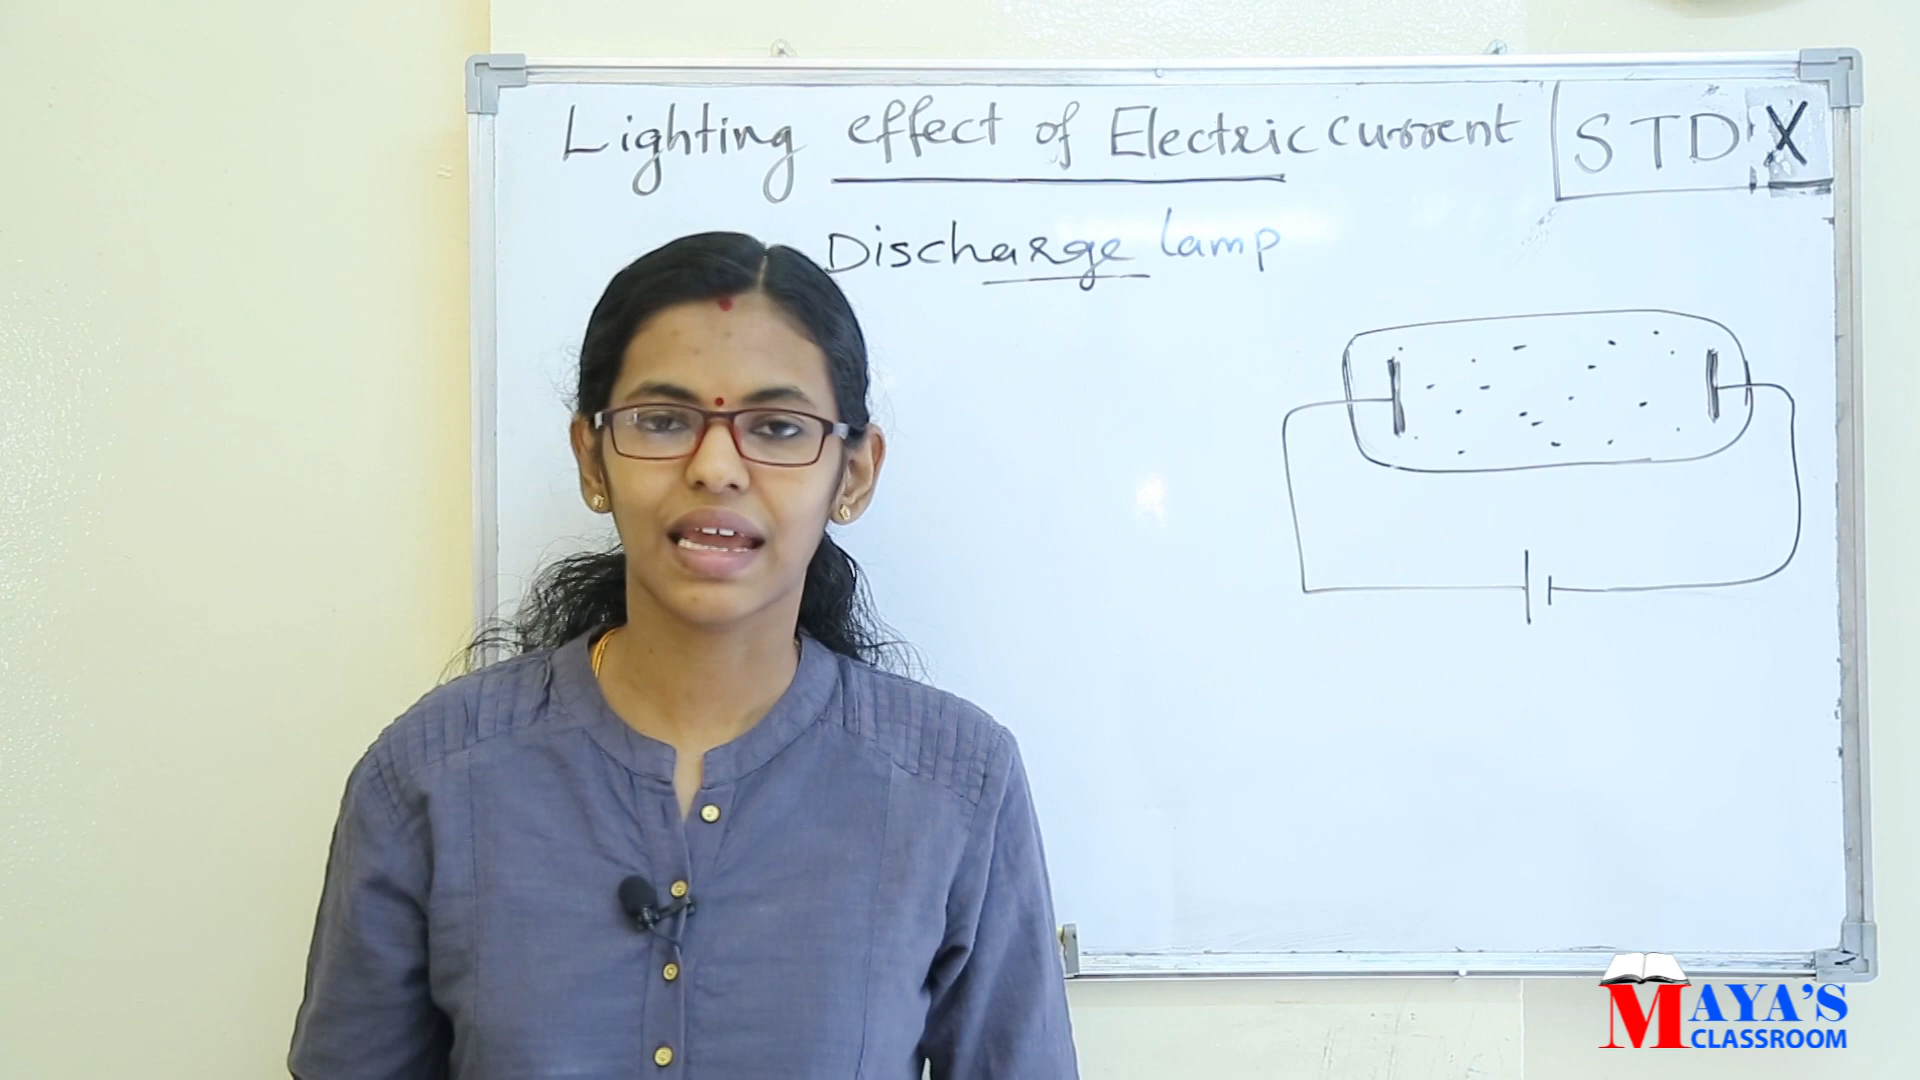 Lighting effect of Electric current
STD X
Discharge lamp
MAYA'S
CLASSROOM